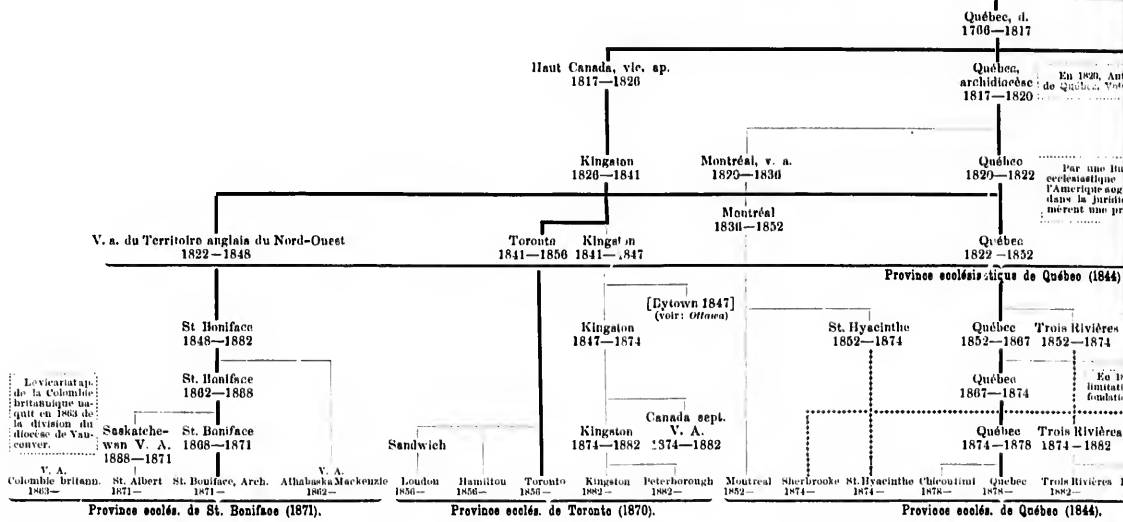 Québec, d.
1766—1817
Haut Canada, vic. ap.
1817—1826
Québec,
archidiocèse
1817—1820
En 1820,
de Québec,
Kingston
1826—1841
Montréal, v. a.
1820—1836
Québec
1820—1822
Par une
ecclesiastique
l'Amerique
dans la
mèrent une
Montréal
1836—1852
V. a. du Territoire anglais du Nord-Ouest
1822—1848
Toronto
1841—1856
Kingston
1841—1847
Québec
1822—1852
Province ecclésiastique de Québec (1844)
[Bytown 1847]
(voir: Ottawa)
St. Boniface
1848—1882
Kingston
1847—1874
St. Hyacinthe
1852—1874
Québec
1852—1867
Trois Rivières
1852—1874
Le vicariat ap.
de la Colombie
britannique na-
quit en 1863 de
la division du
diocèse de Van-
couver.
St. Boniface
1862—1868
Québec
1867—1874
En
Saskatche-
wan V. A.
1868—1871
St. Boniface
1868—1871
Sandwich
Kingston
1874—1882
Canada sept.
V. A.
1874—1882
Québec
1874—1878
Trois Rivières
1874—1882
V. A.
Colombie britann.
1863—
St. Albert
1871—
St. Boniface, Arch.
1871—
V. A.
Athabaska Mackenzie
1862—
London
1856—
Hamilton
1856—
Toronto
1856—
Kingston
1882—
Peterborough
1882—
Montreal
1852—
Sherbrooke
1874—
St. Hyacinthe
1874—
Chicoutimi
1878—
Quebec
1878—
Trois Rivières
1882—
Province ecclés. de St. Boniface (1871).
Province ecclés. de Toronto (1870).
Province ecclés. de Québec (1844).